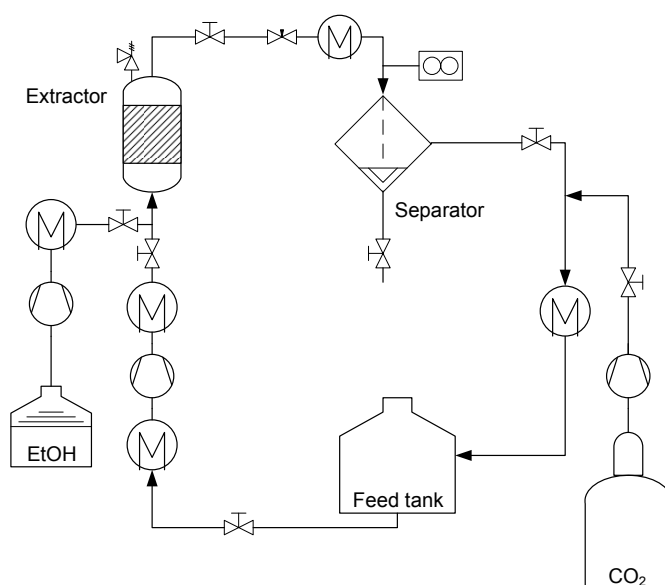 Extractor
Separator
EtOH
Feed tank
CO₂